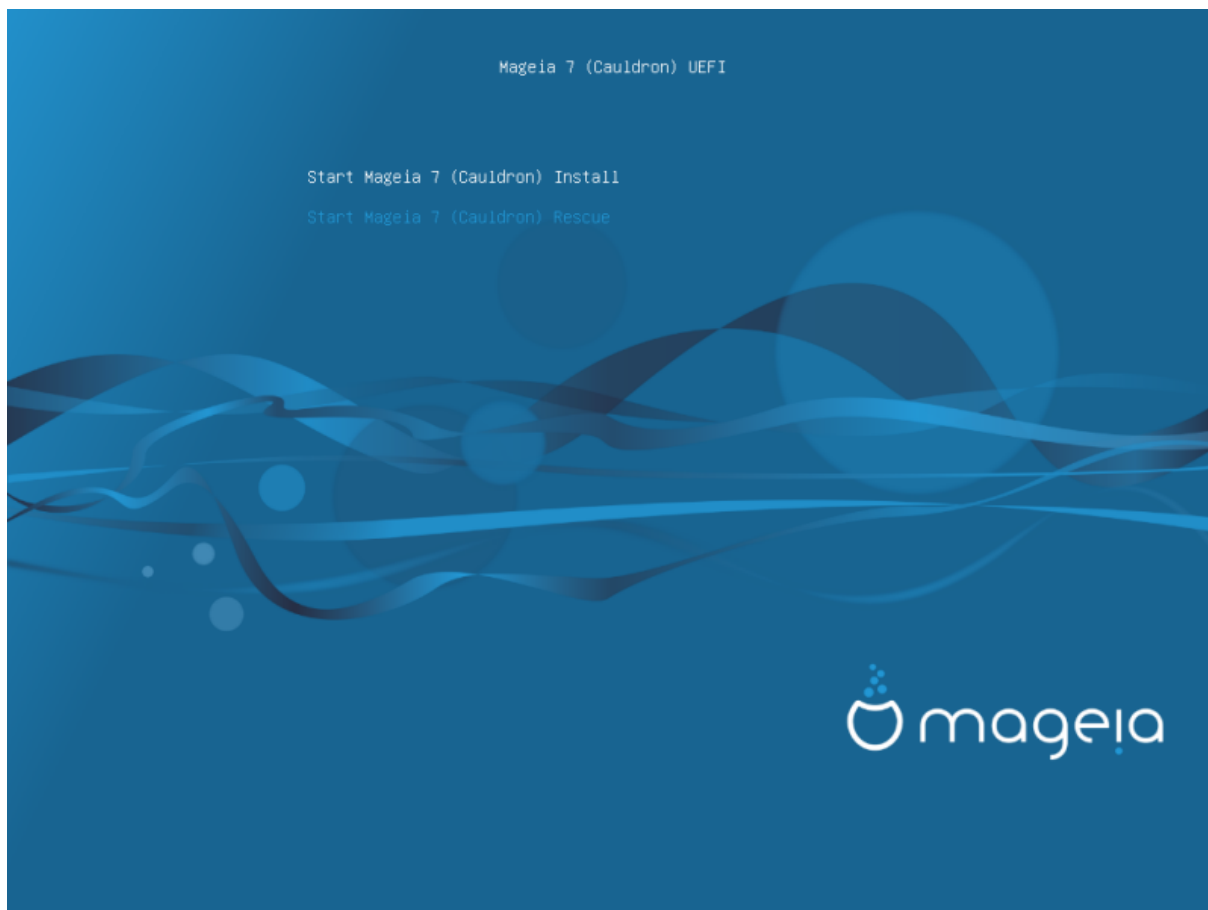 Mageia 7 (Cauldron) UEFI
Start Mageia 7 (Cauldron) Install
Start Mageia 7 (Cauldron) Rescue
mageia